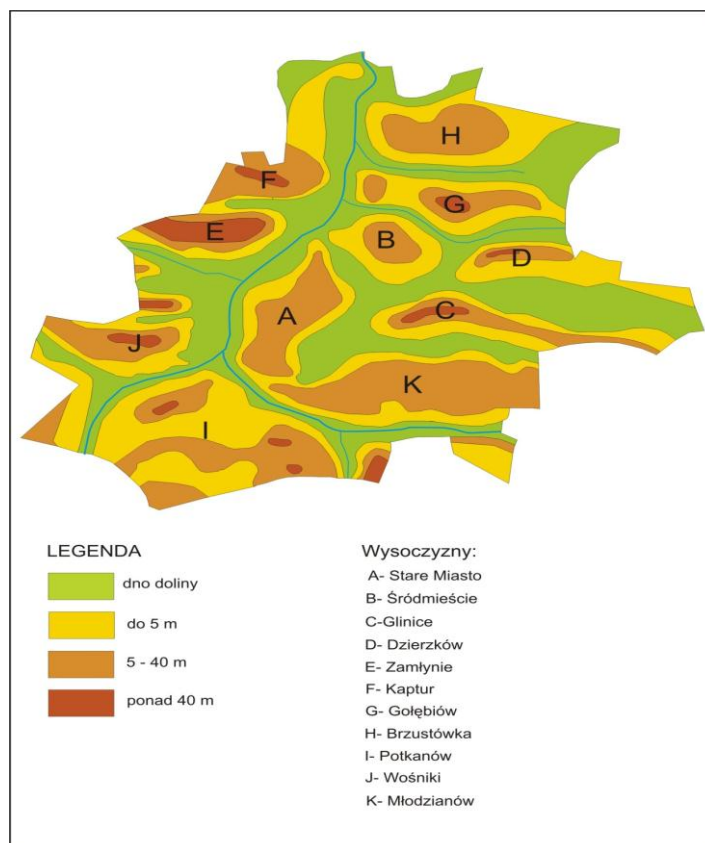 H
F
G
E
B
D
A
C
J
K
I
LEGENDA
dno doliny
do 5 m
5 - 40 m
ponad 40 m
Wysoczyzny:
A- Stare Miasto
B- Śródmieście
C-Glinice
D- Dzierzków
E- Zamłynie
F- Kaptur
G- Gołębiów
H- Brzustówka
I- Potkanów
J- Wośniki
K- Młodzianów